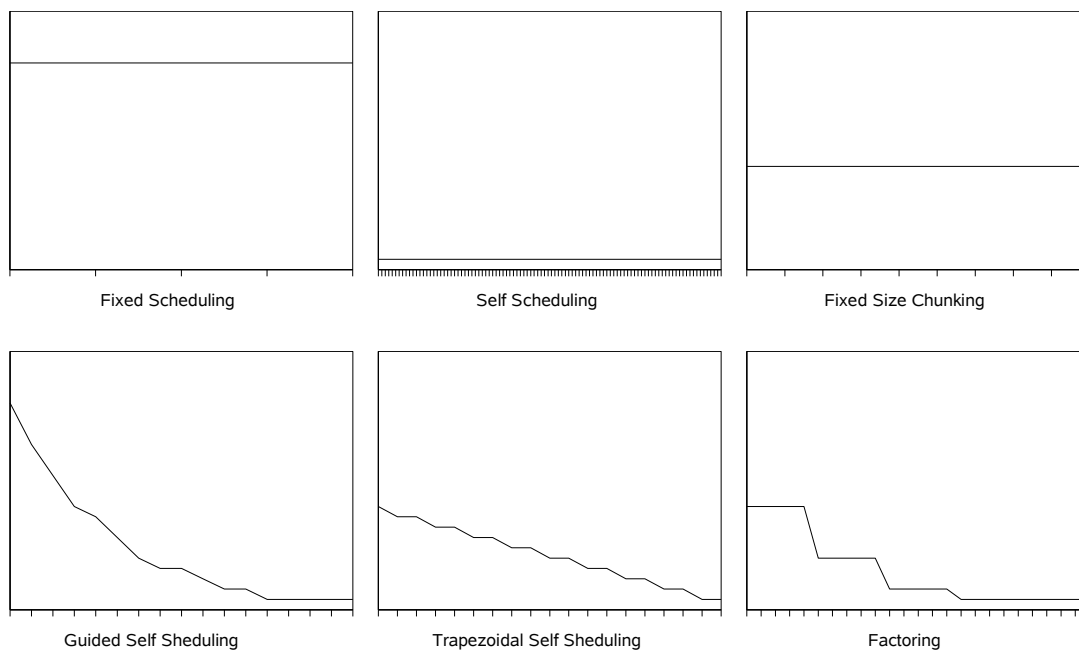 Fixed Scheduling
Self Scheduling
Fixed Size Chunking
Guided Self Sheduling
Trapezoidal Self Sheduling
Factoring